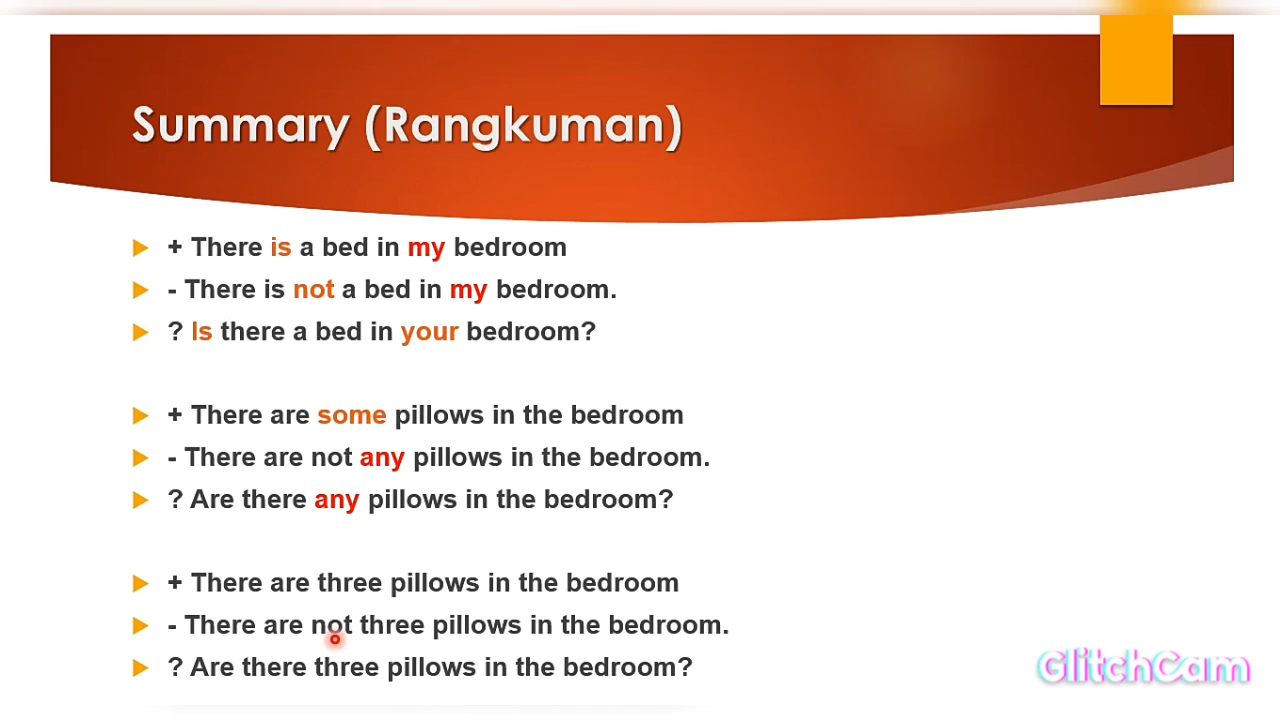 Summary (Rangkuman)
+ There is a bed in my bedroom
- There is not a bed in my bedroom.
? Is there a bed in your bedroom?
+ There are some pillows in the bedroom
- There are not any pillows in the bedroom.
? Are there any pillows in the bedroom?
+ There are three pillows in the bedroom
- There are not three pillows in the bedroom.
? Are there three pillows in the bedroom?
GlitchCam